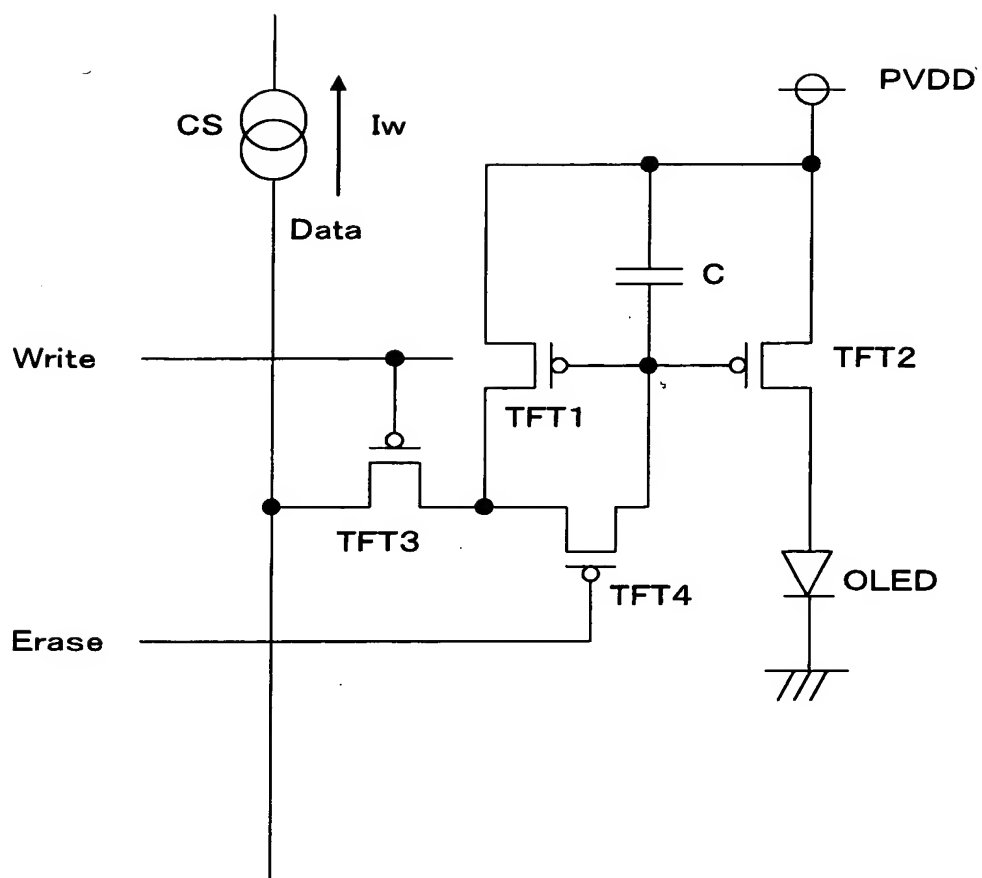 PVDD
CS
Iw
Data
C
Write
TFT2
TFT1
TFT3
TFT4
OLED
Erase